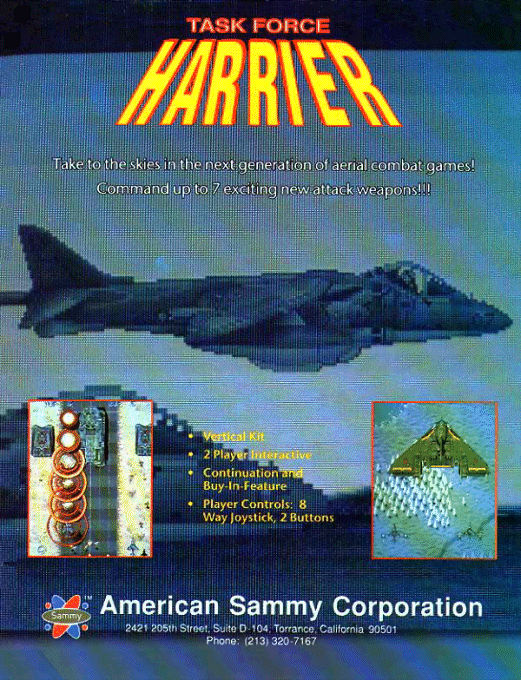 TASK FORCE
HARRIER
Take to the skies in the next generation of aerial combat games!
Command up to 7 exciting new attack weapons!!!
• Vertical Kit
• 2 Player Interactive
• Continuation and
Buy-In-Feature
• Player Controls: 8
Way Joystick, 2 Buttons
Sammy
TM
American Sammy Corporation
2421 205th Street, Suite D-104, Torrance, California 90501
Phone: (213) 320-7167